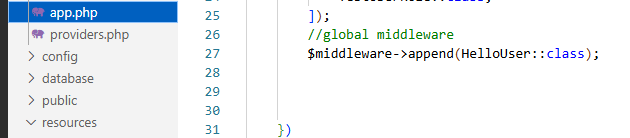 app.php
providers.php
config
database
public
resources
25
]);
26
//global middleware
27
$middleware->append(HelloUser::class);
28
29
30
31
})